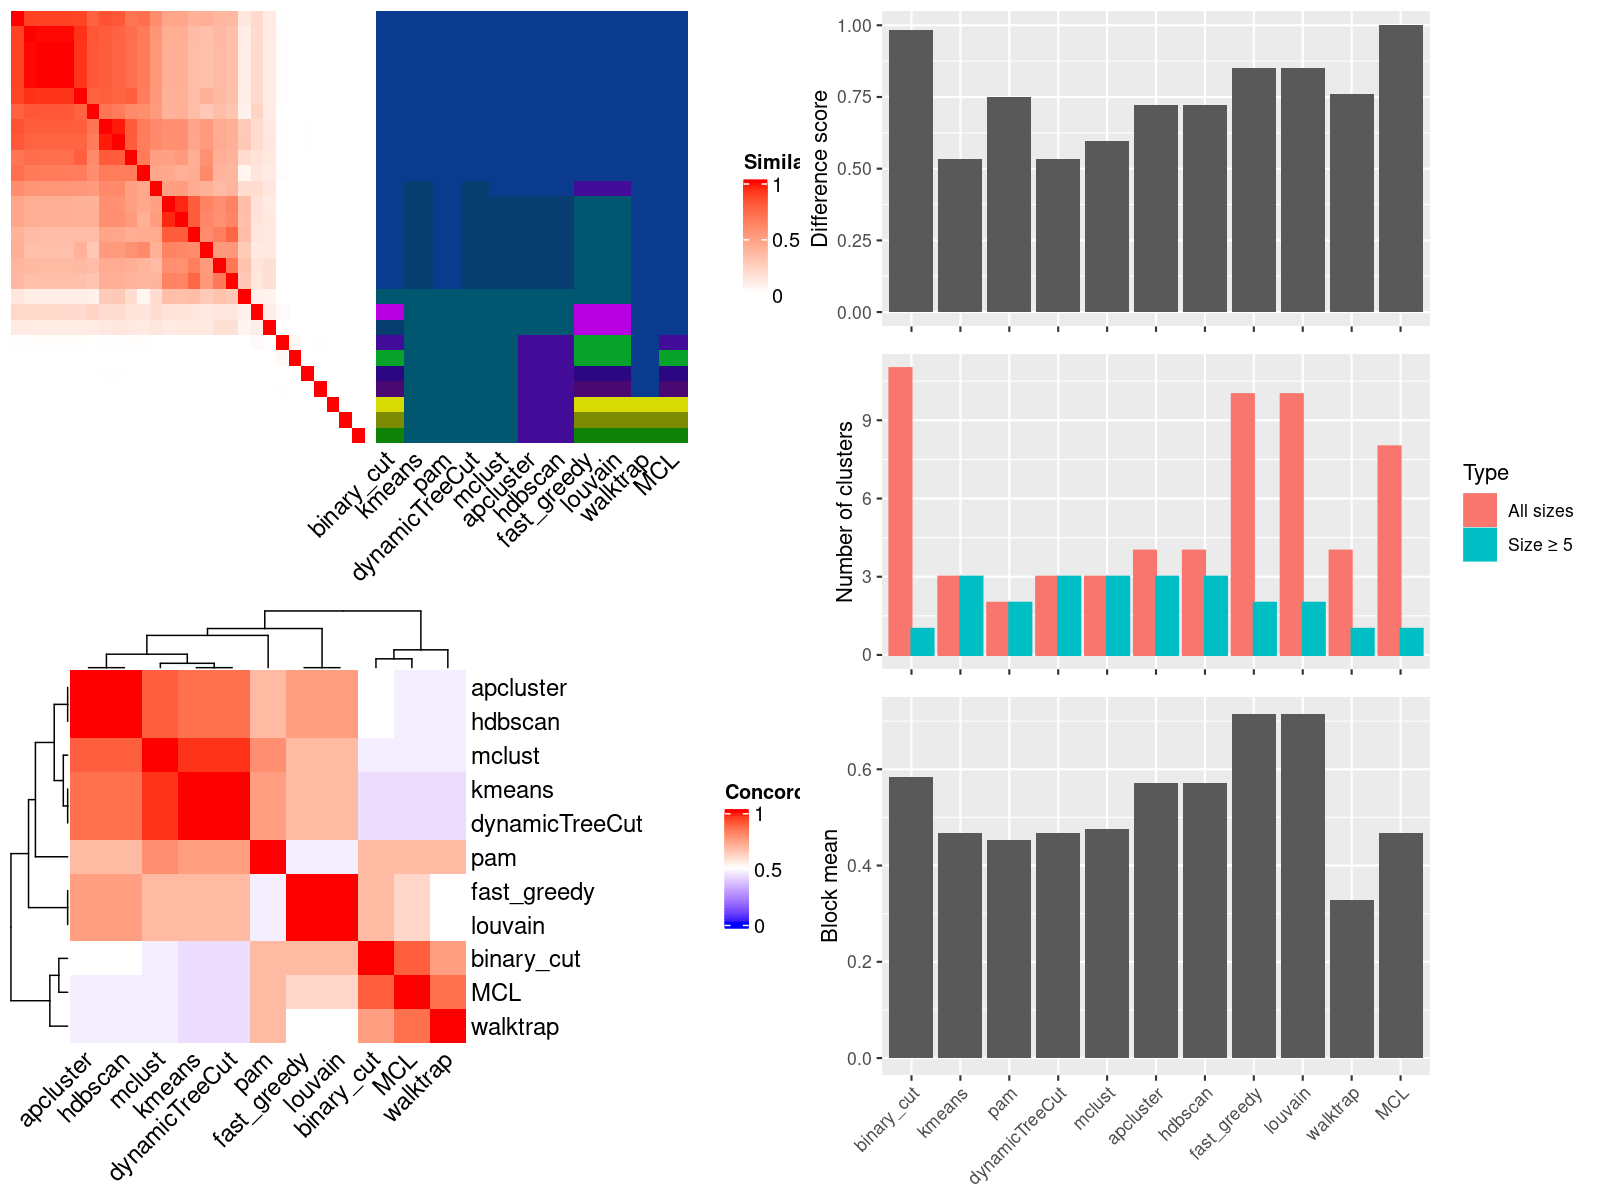 Simila
1
0.5
0
binary_cut
kmeans
pam
dynamicTreeCut
mclust
apcluster
hdbscan
fast_greedy
louvain
walktrap
MCL
apcluster
hdbscan
mclust
kmeans
dynamicTreeCut
pam
fast_greedy
louvain
binary_cut
MCL
walktrap
Concord
1
0.5
0
apcluster
hdbscan
mclust
kmeans
dynamicTreeCut
pam
fast_greedy
louvain
binary_cut
MCL
walktrap
Difference score
1.00
0.75
0.50
0.25
0.00
Number of clusters
9
6
3
0
Type
All sizes
Size ≥ 5
Block mean
0.6
0.4
0.2
0.0
binary_cut
kmeans
pam
dynamicTreeCut
mclust
apcluster
hdbscan
fast_greedy
louvain
walktrap
MCL